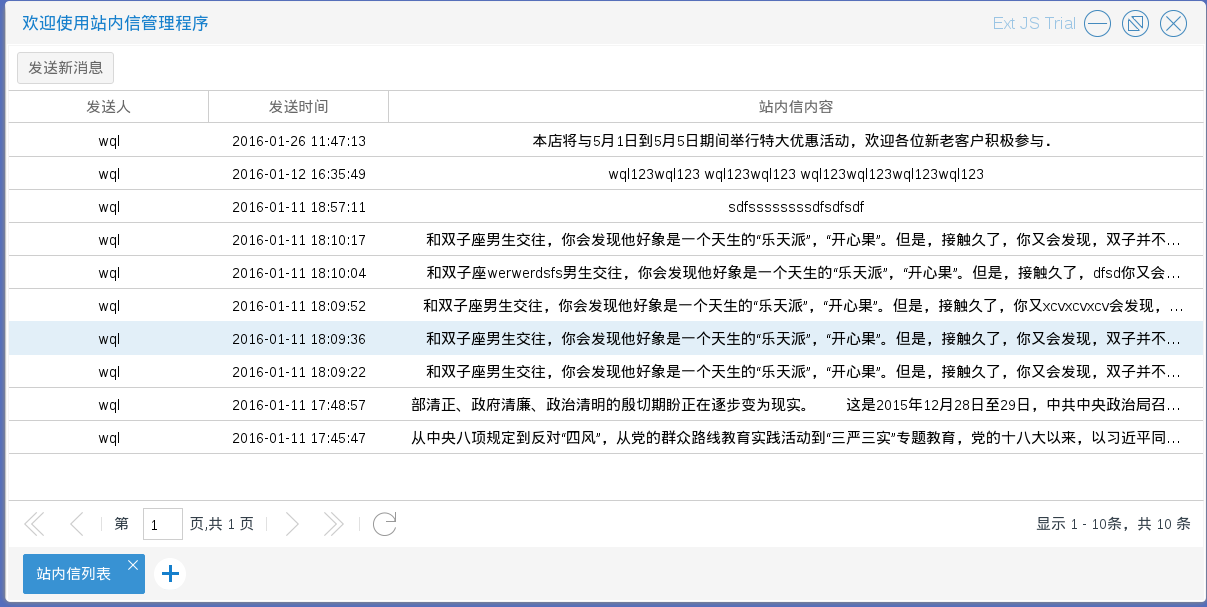 欢迎使用站内信管理程序
Ext JS Trial
发送新消息
发送人 发送时间 站内信内容
wql 2016-01-26 11:47:13 本店将与5月1日到5月5日期间举行特大优惠活动，欢迎各位新老客户积极参与．
wql 2016-01-12 16:35:49 wql123wql123 wql123wql123 wql123wql123wql123wql123
wql 2016-01-11 18:57:11 sdfssssssssdfsdfsdf
wql 2016-01-11 18:10:17 和双子座男生交往，你会发现他好象是一个天生的“乐天派”，“开心果”。但是，接触久了，你又会发现，双子并不…
wql 2016-01-11 18:10:04 和双子座werwerdsfs男生交往，你会发现他好象是一个天生的“乐天派”，“开心果”。但是，接触久了，dfsd你又会…
wql 2016-01-11 18:09:52 和双子座男生交往，你会发现他好象是一个天生的“乐天派”，“开心果”。但是，接触久了，你又xcvxcvxcv会发现，…
wql 2016-01-11 18:09:36 和双子座男生交往，你会发现他好象是一个天生的“乐天派”，“开心果”。但是，接触久了，你又会发现，双子并不…
wql 2016-01-11 18:09:22 和双子座男生交往，你会发现他好象是一个天生的“乐天派”，“开心果”。但是，接触久了，你又会发现，双子并不…
wql 2016-01-11 17:48:57 部清正、政府清廉、政治清明的殷切期盼正在逐步变为现实。　　这是2015年12月28日至29日，中共中央政治局召…
wql 2016-01-11 17:45:47 从中央八项规定到反对“四风”，从党的群众路线教育实践活动到“三严三实”专题教育，党的十八大以来，以习近平同…
第 1 页,共 1 页 显示 1 - 10条，共 10 条
站内信列表